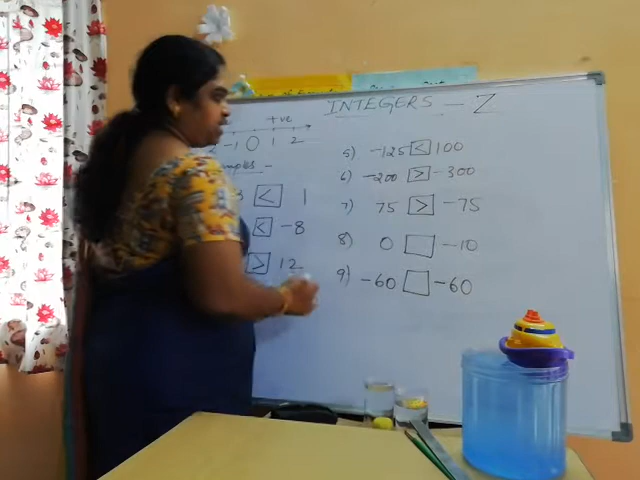 INTEGERS — Z
+ve
-1 0 1 2
< 1
< -8
> 12
5) -125 < 100
6) -200 > -300
7) 75 > -75
8) 0 □ -10
9) -60 □ -60